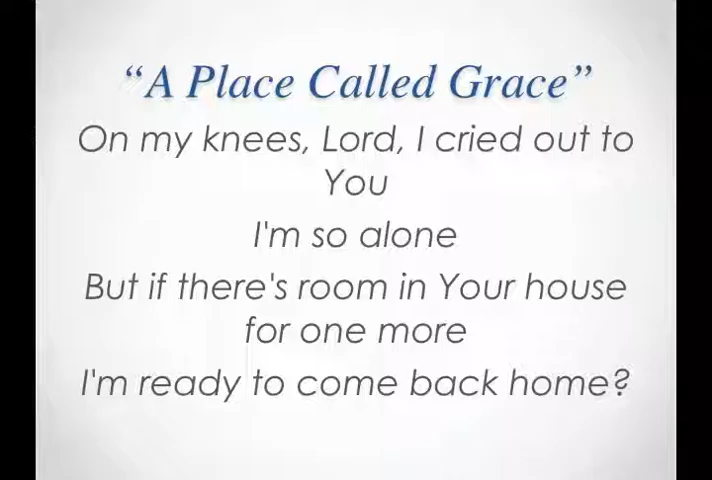 “A Place Called Grace”
On my knees, Lord, I cried out to
You
I'm so alone
But if there's room in Your house
for one more
I'm ready to come back home?